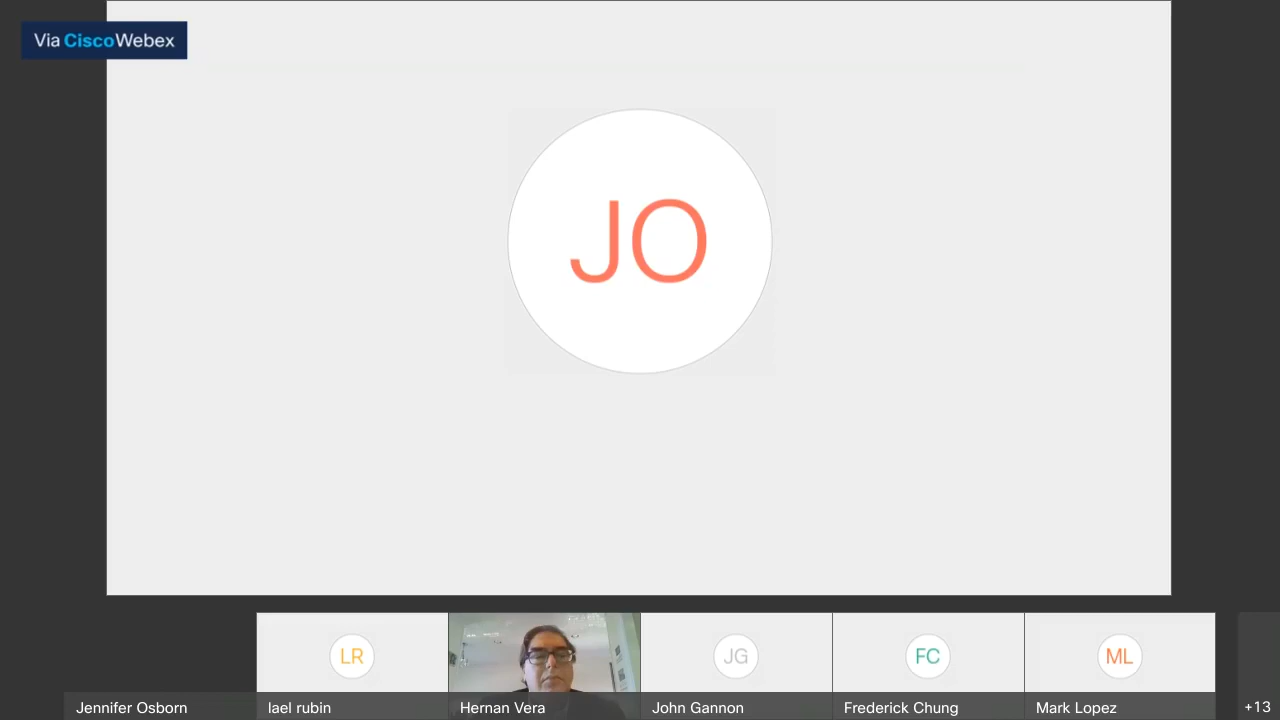 Via CiscoWebex
JO
LR
JG
FC
ML
Jennifer Osborn
lael rubin
Hernan Vera
John Gannon
Frederick Chung
Mark Lopez
+13